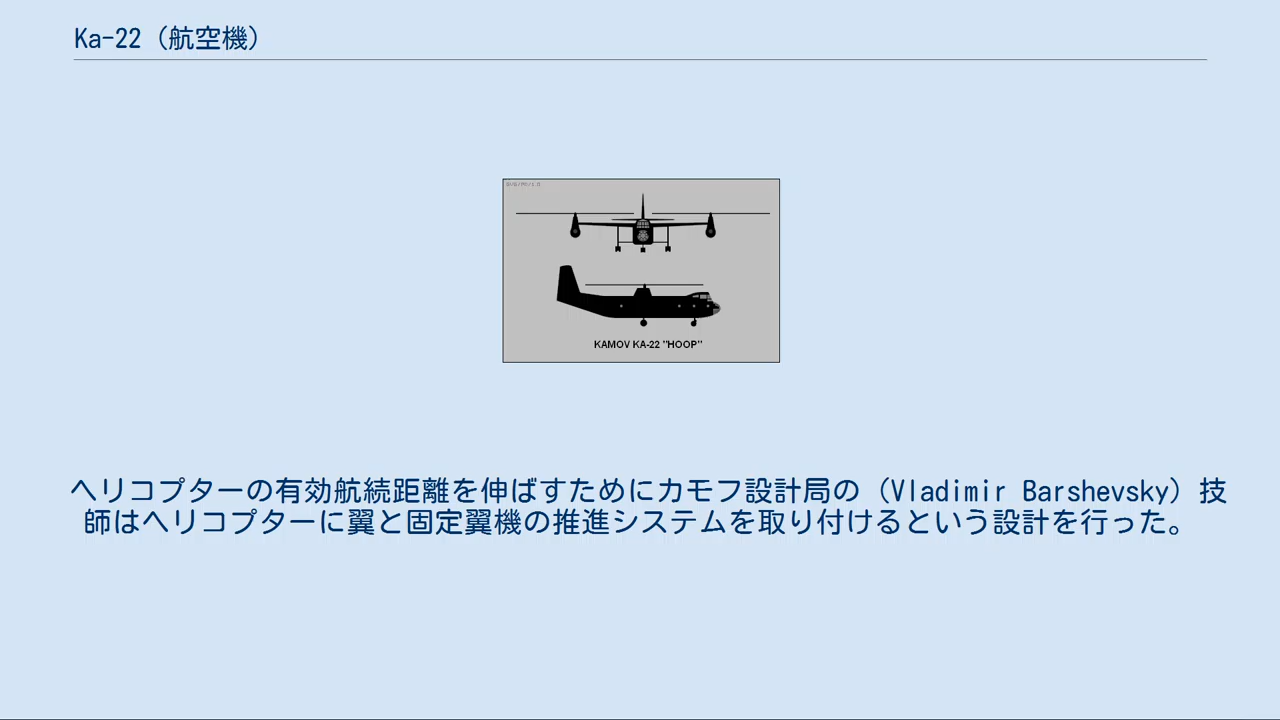 Ka-22（航空機）
KAMOV KA-22 "HOOP"
ヘリコプターの有効航続距離を伸ばすためにカモフ設計局の（Vladimir Barshevsky）技
師はヘリコプターに翼と固定翼機の推進システムを取り付けるという設計を行った。